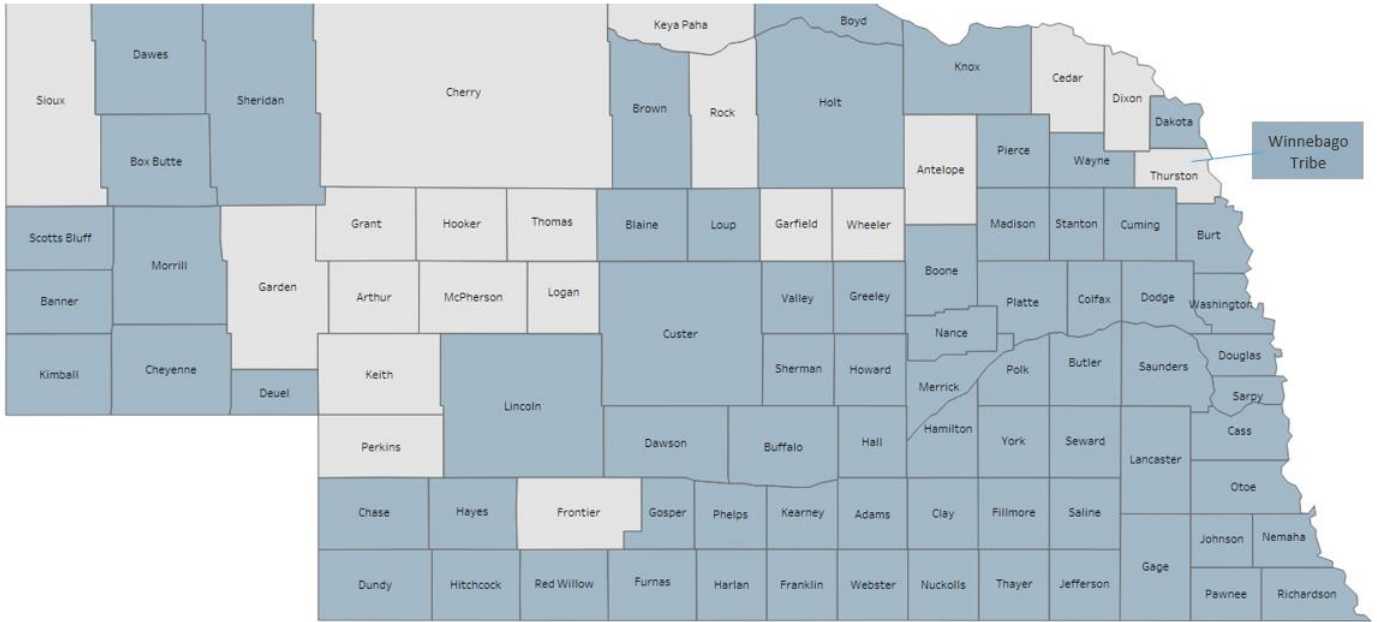 Keya Paha
Boyd
Dawes
Knox
Cedar
Sioux
Sheridan
Cherry
Brown
Rock
Holt
Dixon
Dakota
Winnebago
Tribe
Box Butte
Antelope
Pierce
Wayne
Thurston
Scotts Bluff
Morrill
Grant
Hooker
Thomas
Blaine
Loup
Garfield
Wheeler
Madison
Stanton
Cuming
Burt
Banner
Garden
Arthur
McPherson
Logan
Custer
Valley
Greeley
Boone
Platte
Colfax
Dodge
Washington
Nance
Kimball
Cheyenne
Deuel
Keith
Lincoln
Sherman
Howard
Merrick
Polk
Butler
Saunders
Douglas
Sarpy
Perkins
Dawson
Buffalo
Hall
Hamilton
York
Seward
Lancaster
Cass
Otoe
Chase
Hayes
Frontier
Gosper
Phelps
Kearney
Adams
Clay
Fillmore
Saline
Gage
Johnson
Nemaha
Dundy
Hitchcock
Red Willow
Furnas
Harlan
Franklin
Webster
Nuckolls
Thayer
Jefferson
Pawnee
Richardson